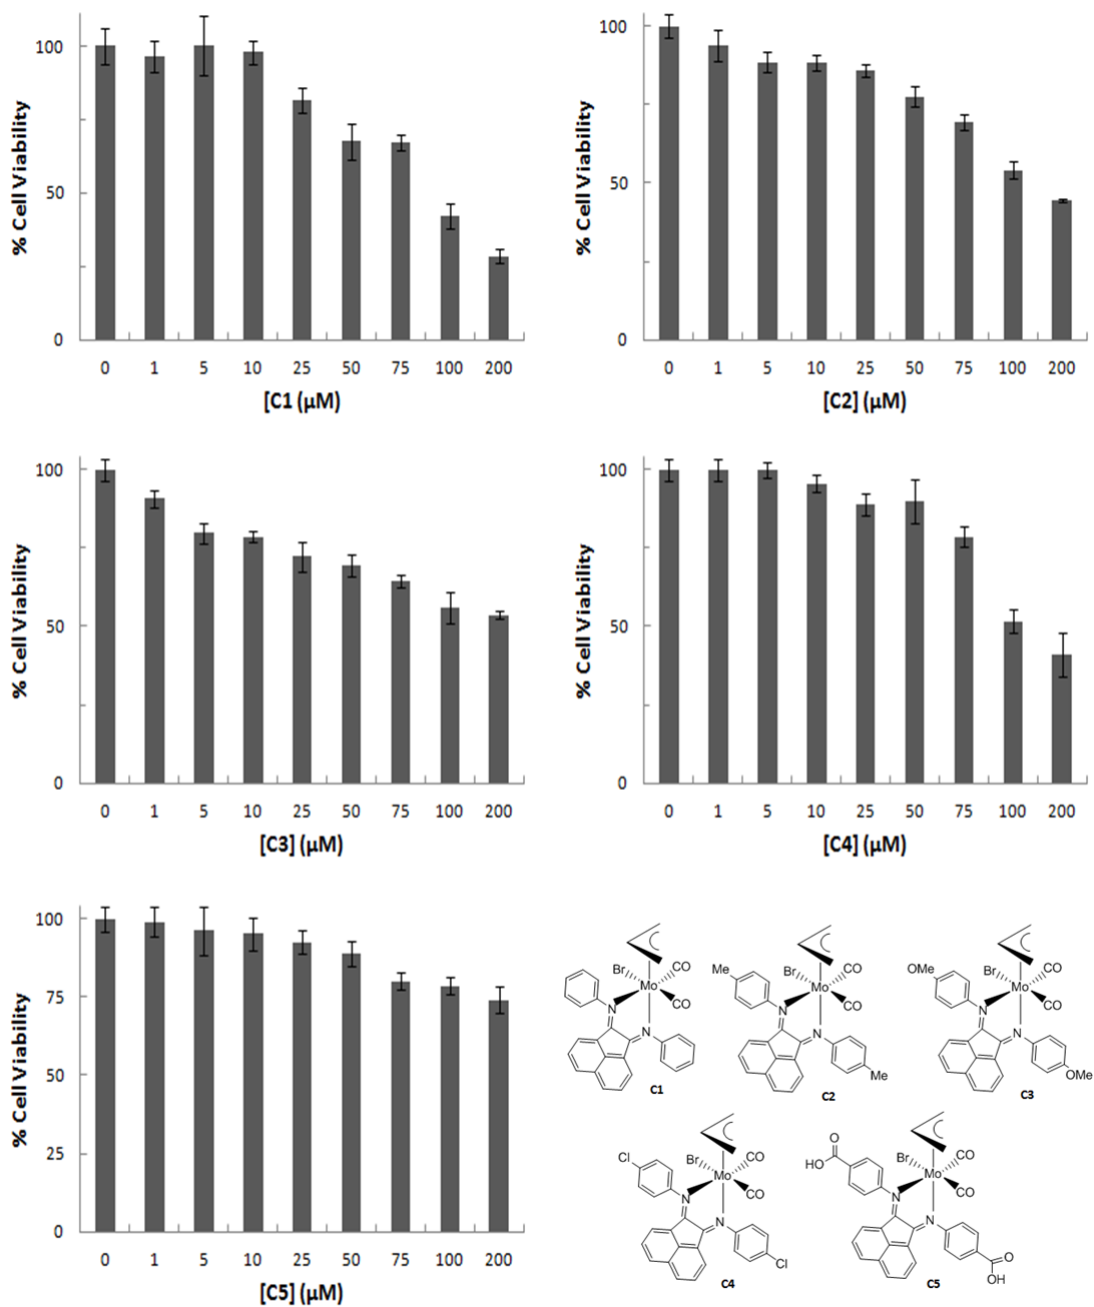 % Cell Viability
100
50
0
0 1 5 10 25 50 75 100 200
[C1 (µM)
% Cell Viability
100
50
0
0 1 5 10 25 50 75 100 200
[C2] (µM)
% Cell Viability
100
50
0
0 1 5 10 25 50 75 100 200
[C3] (µM)
% Cell Viability
100
50
0
0 1 5 10 25 50 75 100 200
[C4] (µM)
% Cell Viability
100
75
50
25
0
0 1 5 10 25 50 75 100 200
[C5] (µM)
Br
CO
Mo
CO
N
N
C1
Me
Br
CO
Mo
CO
N
N
Me
C2
OMe
Br
CO
Mo
CO
N
N
OMe
C3
Cl
Br
CO
Mo
CO
N
N
Cl
C4
O
HO
Br
CO
Mo
CO
N
N
O
OH
C5